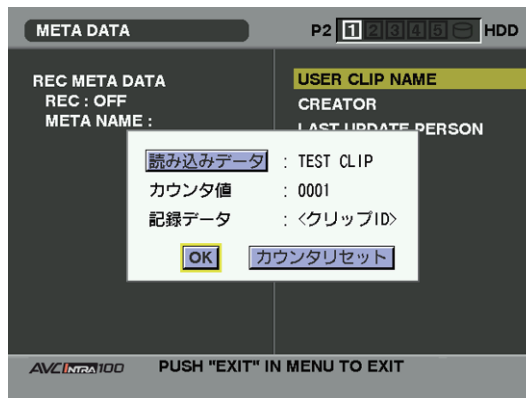 META DATA
P2 1 2 3 4 5 HDD
REC META DATA
REC : OFF
META NAME :
USER CLIP NAME
CREATOR
LAST UPDATE PERSON
読み込みデータ : TEST CLIP
カウンタ値 : 0001
記録データ : <クリップID>
OK カウンタリセット
AVC INTRA 100 PUSH "EXIT" IN MENU TO EXIT